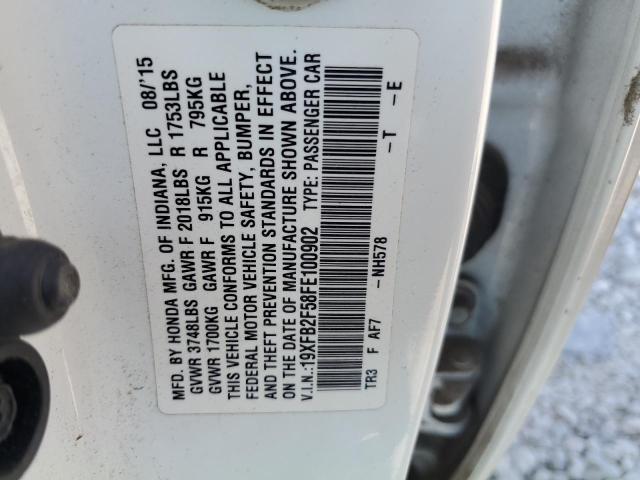 MFD. BY HONDA MFG. OF INDIANA, LLC 08/'15
GVWR 3748LBS GAWR F 2018LBS R 1753LBS
GVWR 1700KG GAWR F 915KG R 795KG
THIS VEHICLE CONFORMS TO ALL APPLICABLE
FEDERAL MOTOR VEHICLE SAFETY, BUMPER,
AND THEFT PREVENTION STANDARDS IN EFFECT
ON THE DATE OF MANUFACTURE SHOWN ABOVE.
V.I.N.:19XFB2F58FE100902 TYPE: PASSENGER CAR
TR3 F AF7 -NH578 -T -E